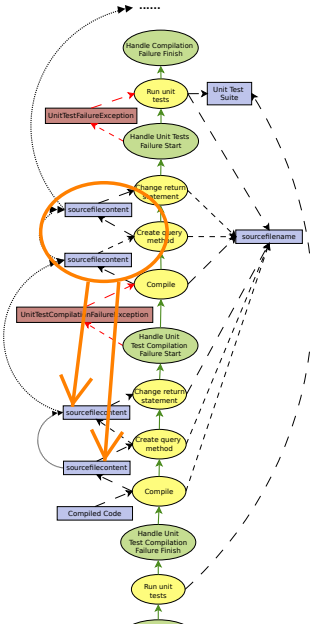 ......
Handle Compilation
Failure Finish
Run unit
tests
Unit Test
Suite
UnitTestFailureException
Handle Unit Tests
Failure Start
Change return
statement
sourcefilecontent
Create query
method
sourcefilename
sourcefilecontent
Compile
UnitTestCompilationFailureException
Handle Unit
Test Compilation
Failure Start
Change return
statement
sourcefilecontent
Create query
method
sourcefilecontent
Compile
Compiled Code
Handle Unit
Test Compilation
Failure Finish
Run unit
tests